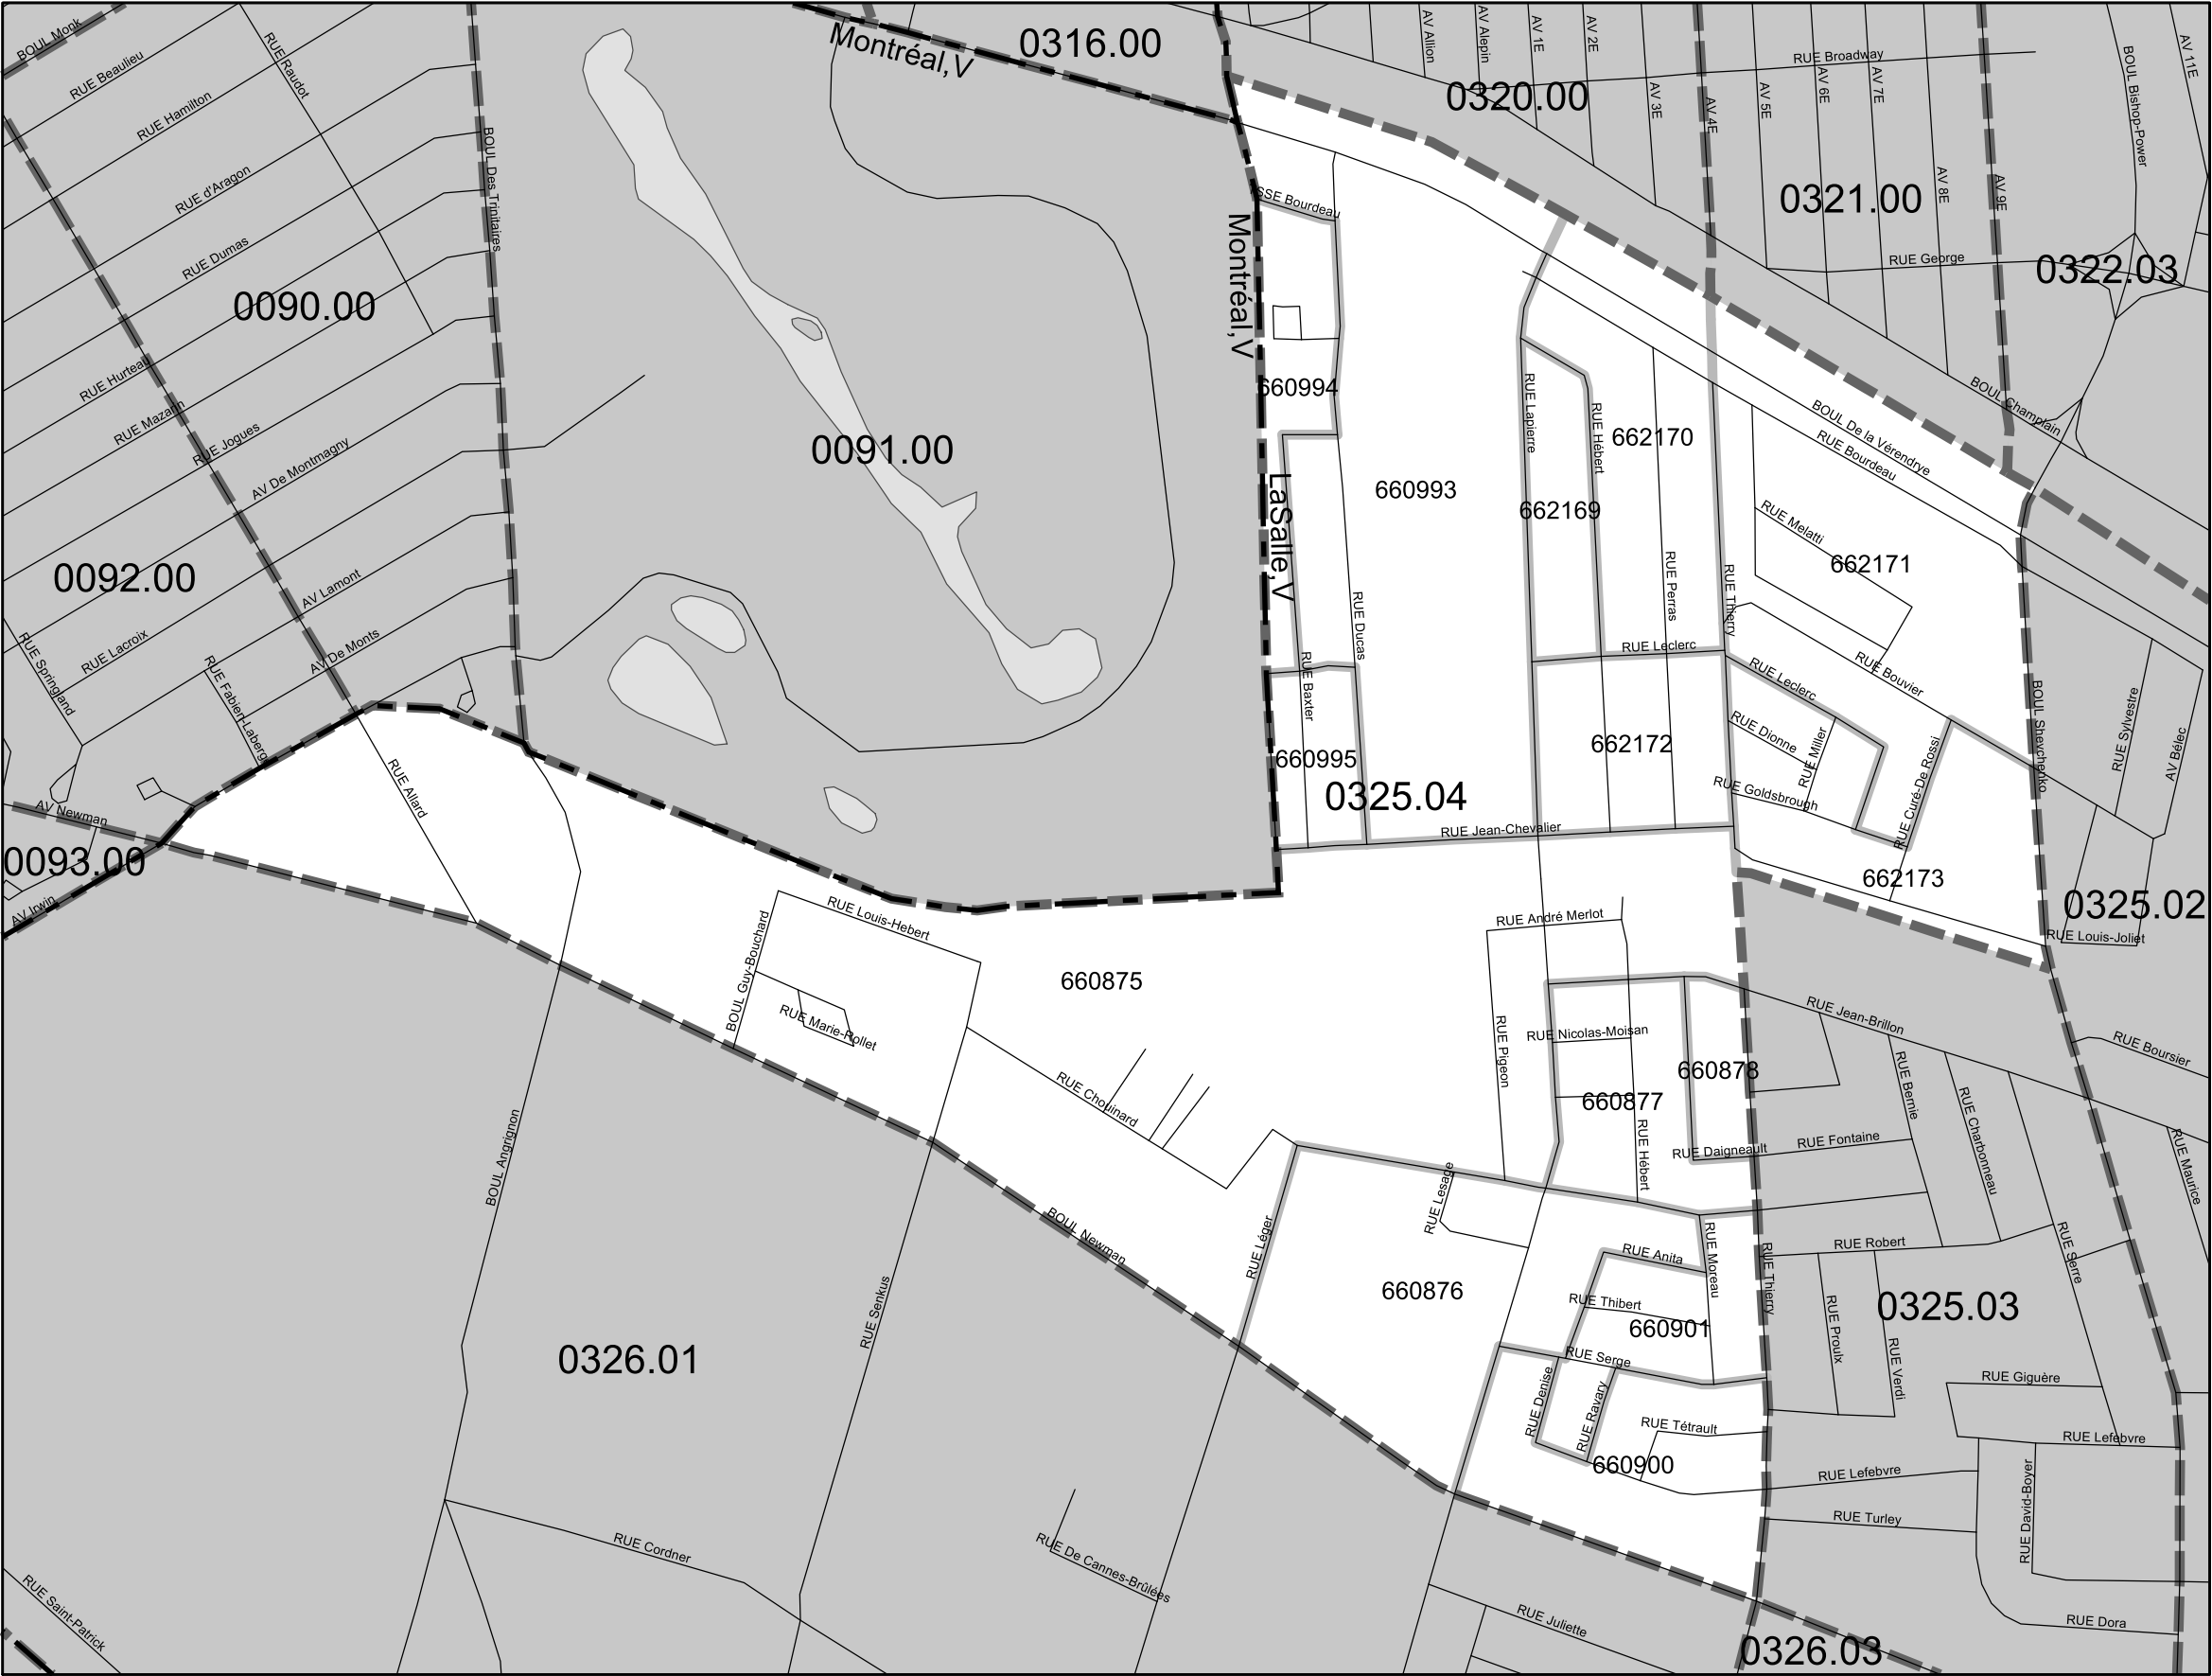 BOUL Monk
RUE Beaulieu
RUE Raudot
RUE Hamilton
RUE d'Aragon
BOUL Des Trinitaires
RUE Dumas
0090.00
RUE Hurteau
RUE Mazarin
RUE Jogues
AV De Montmagny
0092.00
AV Lamont
RUE Lacroix
AV De Monts
RUE Springland
RUE Fabien-Laberge
AV Newman
0093.00
AV Irwin
RUE Allard
Montréal,V
0316.00
0091.00
Montréal,V
LaSalle,V
AV Allion
AV Alepin
AV 1E
AV 2E
0320.00
AV 3E
AV 4E
AV 5E
RUE Broadway
AV 6E
AV 7E
0321.00
AV 8E
AV 9E
BOUL Bishop-Power
AV 11E
RUE George
0322.03
BOUL Champlain
BOUL De la Vérendrye
RUE Bourdeau
SSE Bourdeau
660994
660993
RUE Lapierre
RUE Hébert
662170
662169
RUE Perras
RUE Thierry
RUE Melatti
662171
RUE Ducas
RUE Leclerc
RUE Baxter
RUE Leclerc
RUE Bouvier
BOUL Shevchenko
RUE Sylvestre
AV Bélec
660995
662172
RUE Dionne
RUE Miller
RUE Goldsbrough
RUE Curé-De Rossi
0325.04
RUE Jean-Chevalier
662173
0325.02
RUE Louis-Joliet
BOUL Guy-Bouchard
RUE Louis-Hebert
RUE Marie-Rollet
660875
RUE André Merlot
RUE Pigeon
RUE Nicolas-Moisan
660877
RUE Hébert
660878
RUE Daigneault
RUE Jean-Brillon
RUE Boursier
RUE Bernie
RUE Charbonneau
RUE Fontaine
RUE Maurice
RUE Chouinard
BOUL Angrignon
BOUL Newman
RUE Senkus
RUE Léger
RUE Lesage
660876
RUE Anita
RUE Moreau
RUE Thibert
660901
RUE Thierry
RUE Robert
RUE Serre
0325.03
RUE Proulx
RUE Verdi
RUE Serge
RUE Denise
RUE Ravary
RUE Tétrault
660900
RUE Giguère
RUE Lefebvre
RUE Lefebvre
RUE David-Boyer
RUE Turley
RUE Dora
0326.01
RUE Cordner
RUE De Cannes-Brûlées
RUE Saint-Patrick
RUE Juliette
0326.03